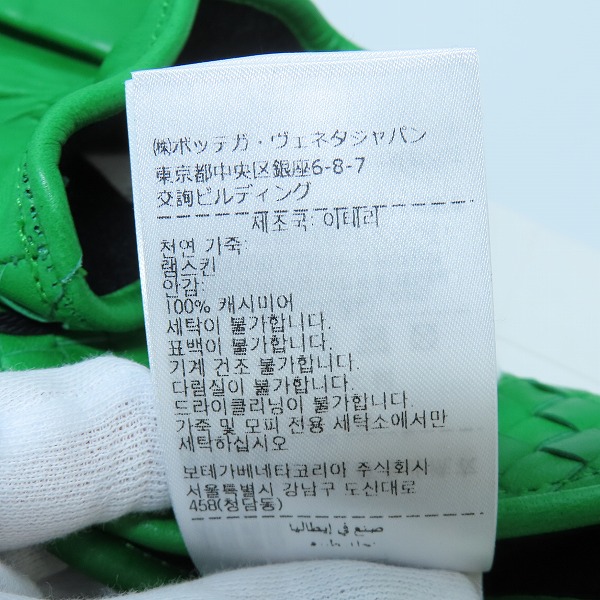 ㈱ボッテガ・ヴェネタジャパン
東京都中央区銀座6-8-7
交詢ビルディング
제조국: 이태리
천연 가죽:
램스킨
안감:
100% 캐시미어
세탁이 불가합니다.
표백이 불가합니다.
기계 건조 불가합니다.
다림질이 불가합니다.
드라이클리닝이 불가합니다.
가죽 및 모피 전용 세탁소에서만
세탁하십시오
보테가베네타코리아 주식회사
서울특별시 강남구 도산대로
458(청담동)
صنع في إيطاليا